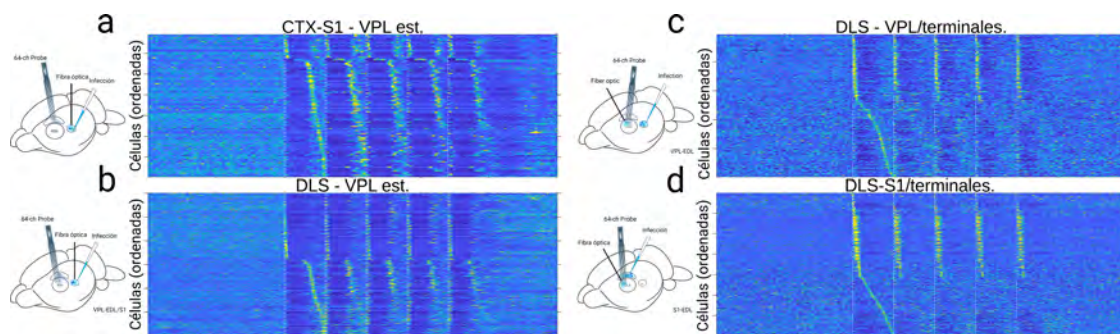 a
CTX-S1 - VPL est.
64-ch Probe
Fibra óptica
Infección
Células (ordenadas)
b
DLS - VPL est.
64-ch Probe
Fibra óptica
Infección
VPL-EDL/S1
Células (ordenadas)
c
DLS - VPL/terminales.
64-ch Probe
Fiber optic
Infeccion
VPL-EDL
Células (ordenadas)
d
DLS-S1/terminales.
64-ch Probe
Fibra óptica
Infección
S1-EDL
Células (ordenadas)